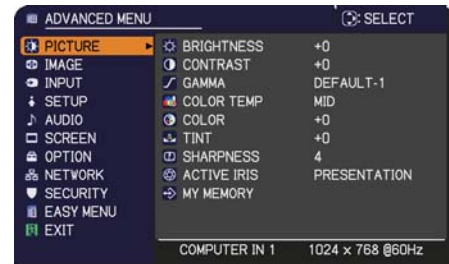 ADVANCED MENU : SELECT
PICTURE BRIGHTNESS +0
IMAGE CONTRAST +0
INPUT GAMMA DEFAULT-1
SETUP COLOR TEMP MID
AUDIO COLOR +0
SCREEN TINT +0
OPTION SHARPNESS 4
NETWORK ACTIVE IRIS PRESENTATION
SECURITY MY MEMORY
EASY MENU
EXIT
COMPUTER IN 1 1024 x 768 @60Hz